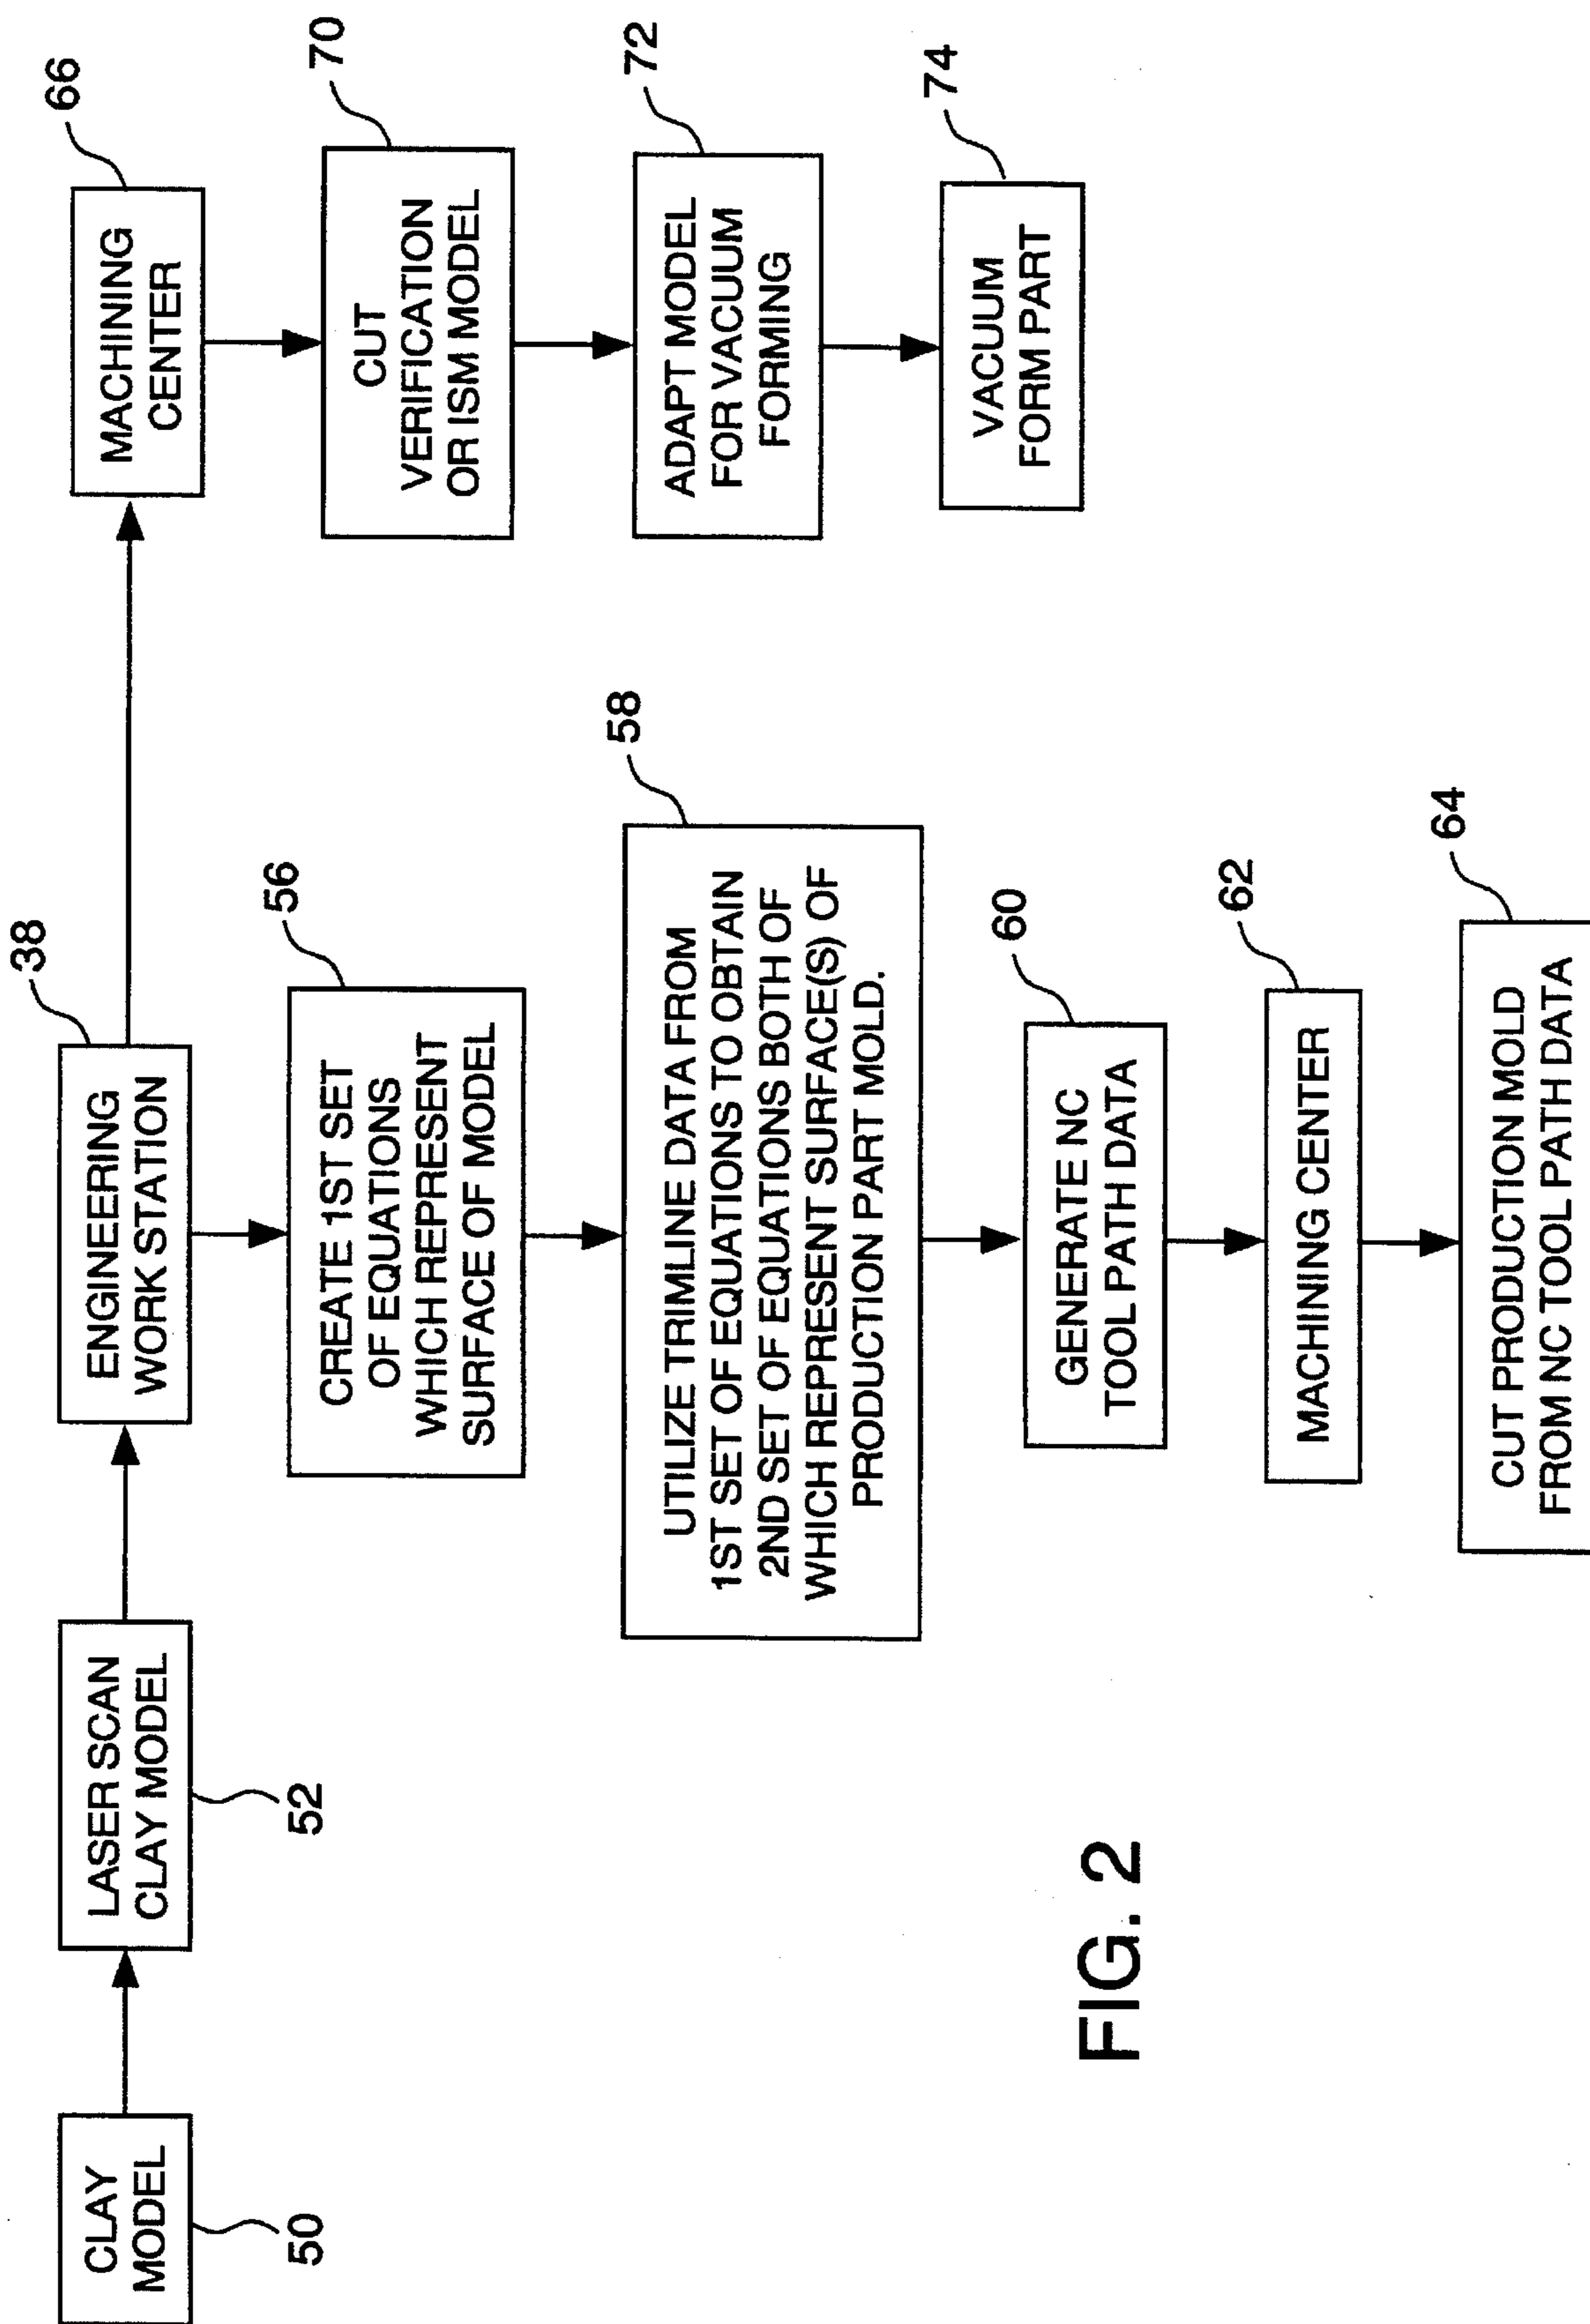 CLAY
MODEL
50
LASER SCAN
CLAY MODEL
52
ENGINEERING
WORK STATION
38
CREATE 1ST SET
OF EQUATIONS
WHICH REPRESENT
SURFACE OF MODEL
56
UTILIZE TRIMLINE DATA FROM
1ST SET OF EQUATIONS TO OBTAIN
2ND SET OF EQUATIONS BOTH OF
WHICH REPRESENT SURFACE(S) OF
PRODUCTION PART MOLD.
58
GENERATE NC
TOOL PATH DATA
60
MACHINING CENTER
62
CUT PRODUCTION MOLD
FROM NC TOOL PATH DATA
64
MACHINING
CENTER
66
CUT
VERIFICATION
OR ISM MODEL
70
ADAPT MODEL
FOR VACUUM
FORMING
72
VACUUM
FORM PART
74
FIG. 2